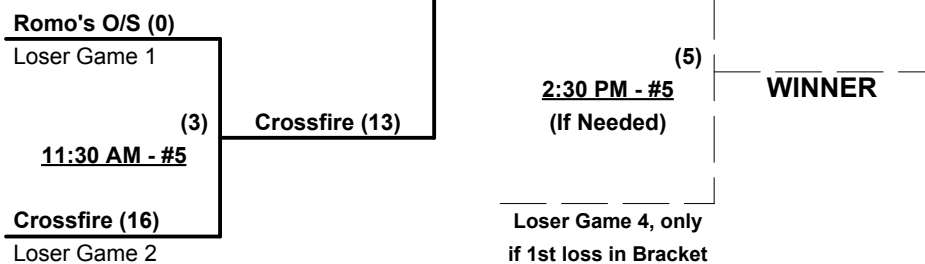 Romo's O/S (0)
Loser Game 1
(3)
11:30 AM - #5
Crossfire (16)
Loser Game 2
Crossfire (13)
(5)
2:30 PM - #5
(If Needed)
WINNER
Loser Game 4, only
if 1st loss in Bracket